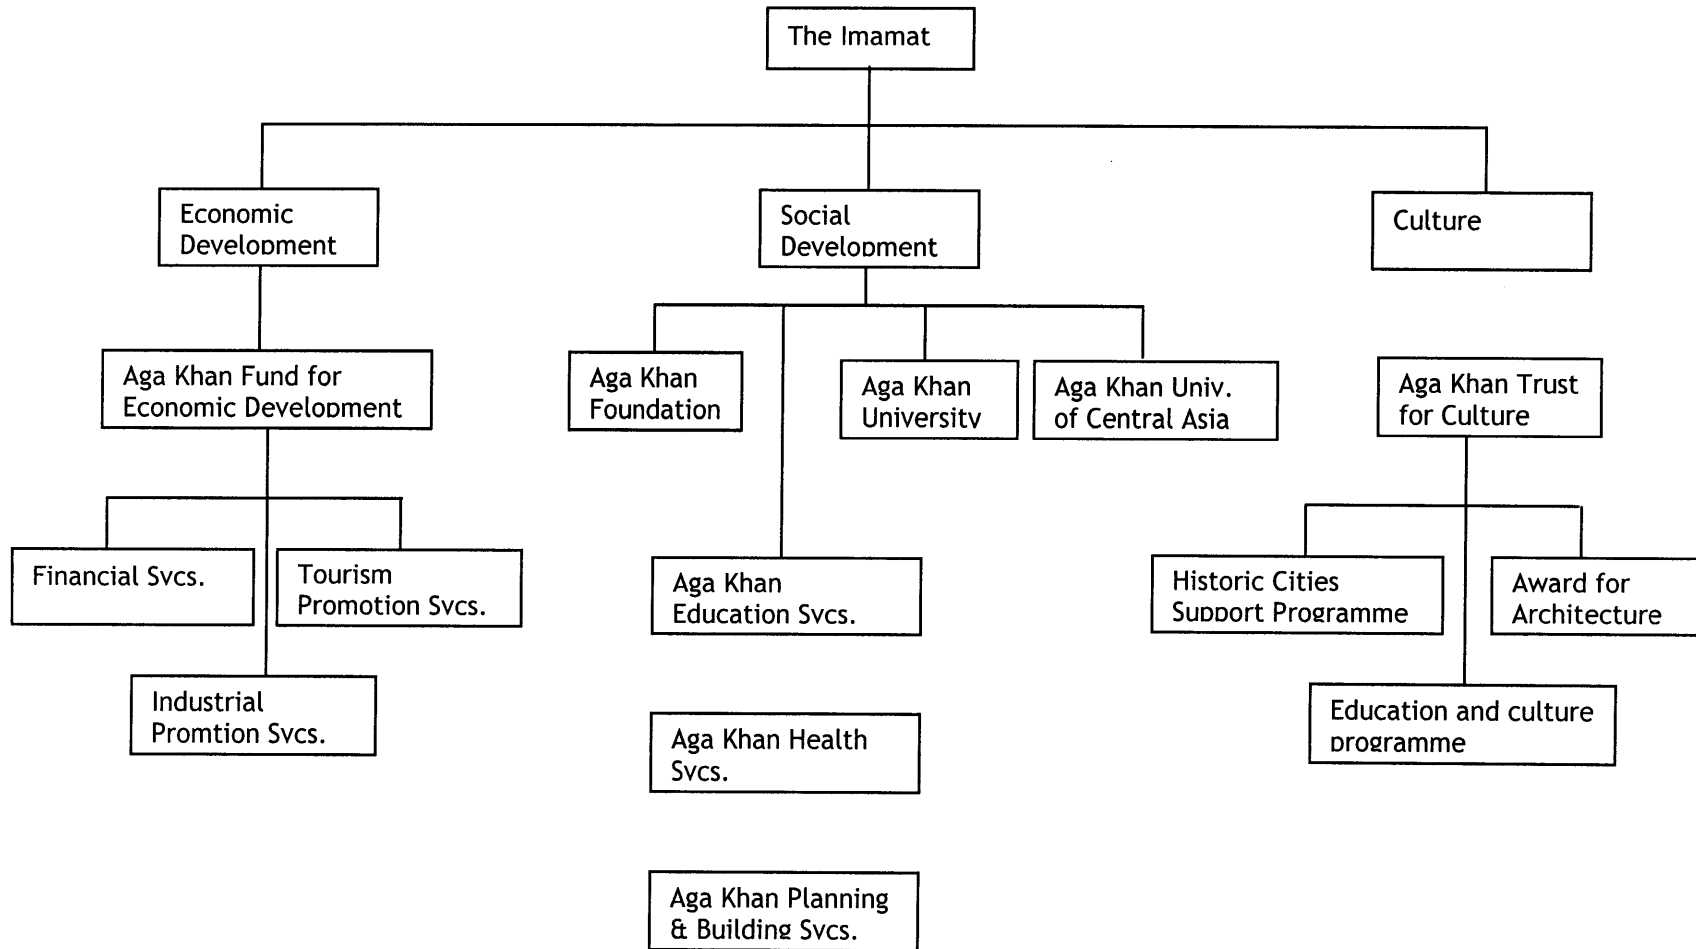 The Imamat
Economic
Development
Social
Development
Culture
Aga Khan Fund for
Economic Development
Aga Khan
Foundation
Aga Khan
University
Aga Khan Univ.
of Central Asia
Aga Khan Trust
for Culture
Financial Svcs.
Tourism
Promotion Svcs.
Aga Khan
Education Svcs.
Historic Cities
Support Programme
Award for
Architecture
Industrial
Promtion Svcs.
Aga Khan Health
Svcs.
Education and culture
programme
Aga Khan Planning
& Building Svcs.